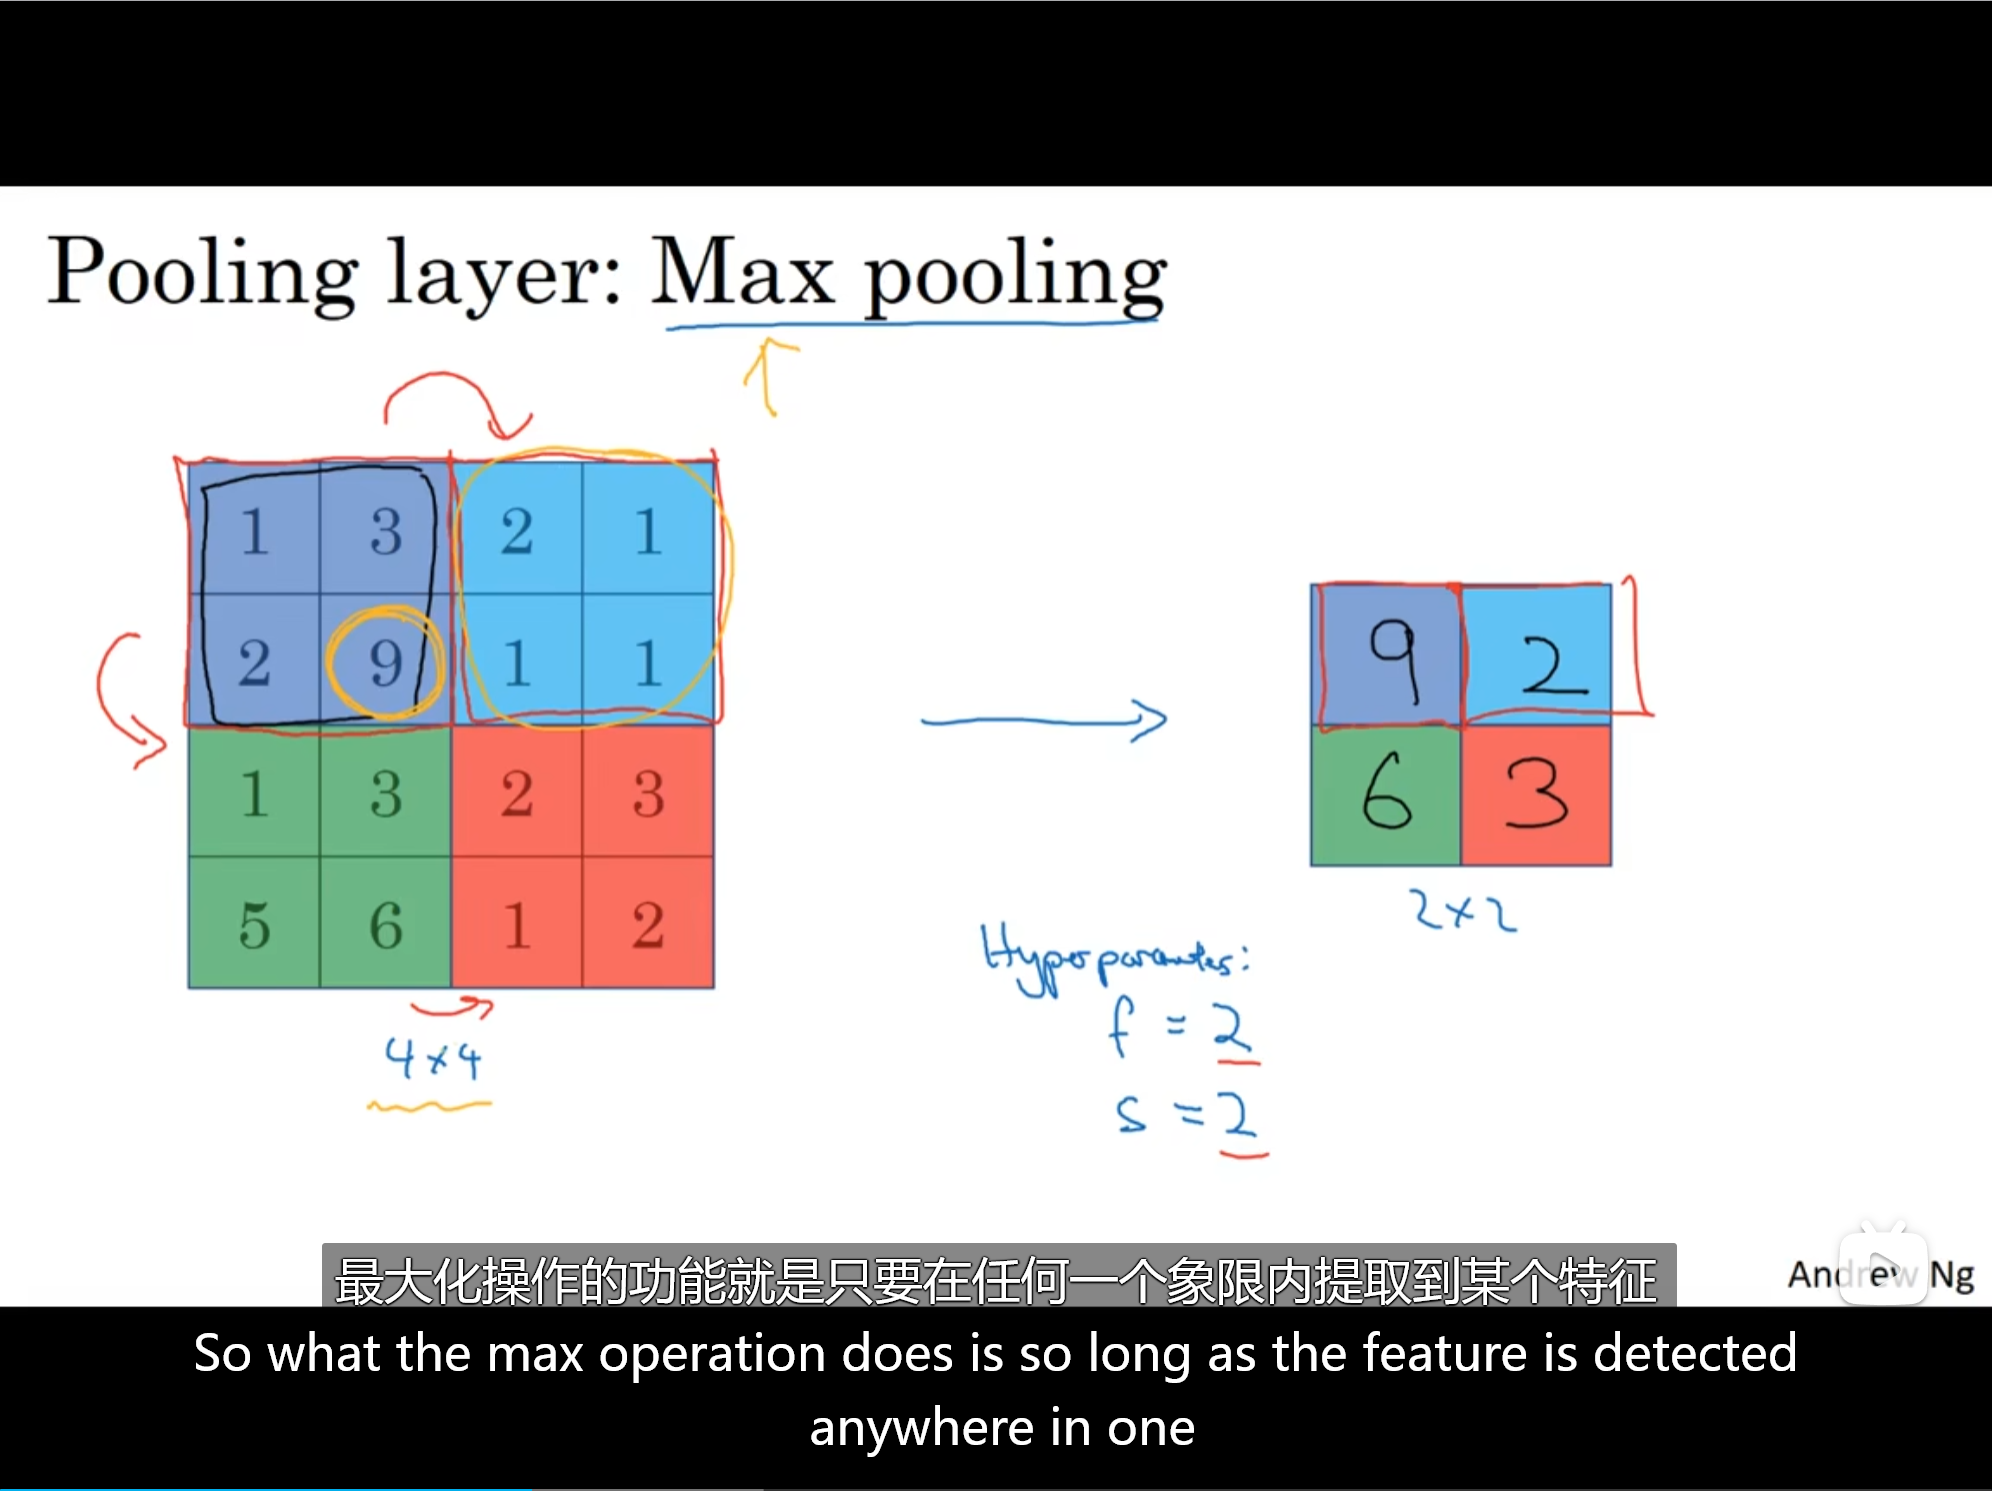 Pooling layer: Max pooling
1 3 2 1
2 9 1 1
1 3 2 3
5 6 1 2
4×4
9 2
6 3
2×2
Hyperparameters:
f = 2
s = 2
Andrew Ng
最大化操作的功能就是只要在任何一个象限内提取到某个特征
So what the max operation does is so long as the feature is detected
anywhere in one